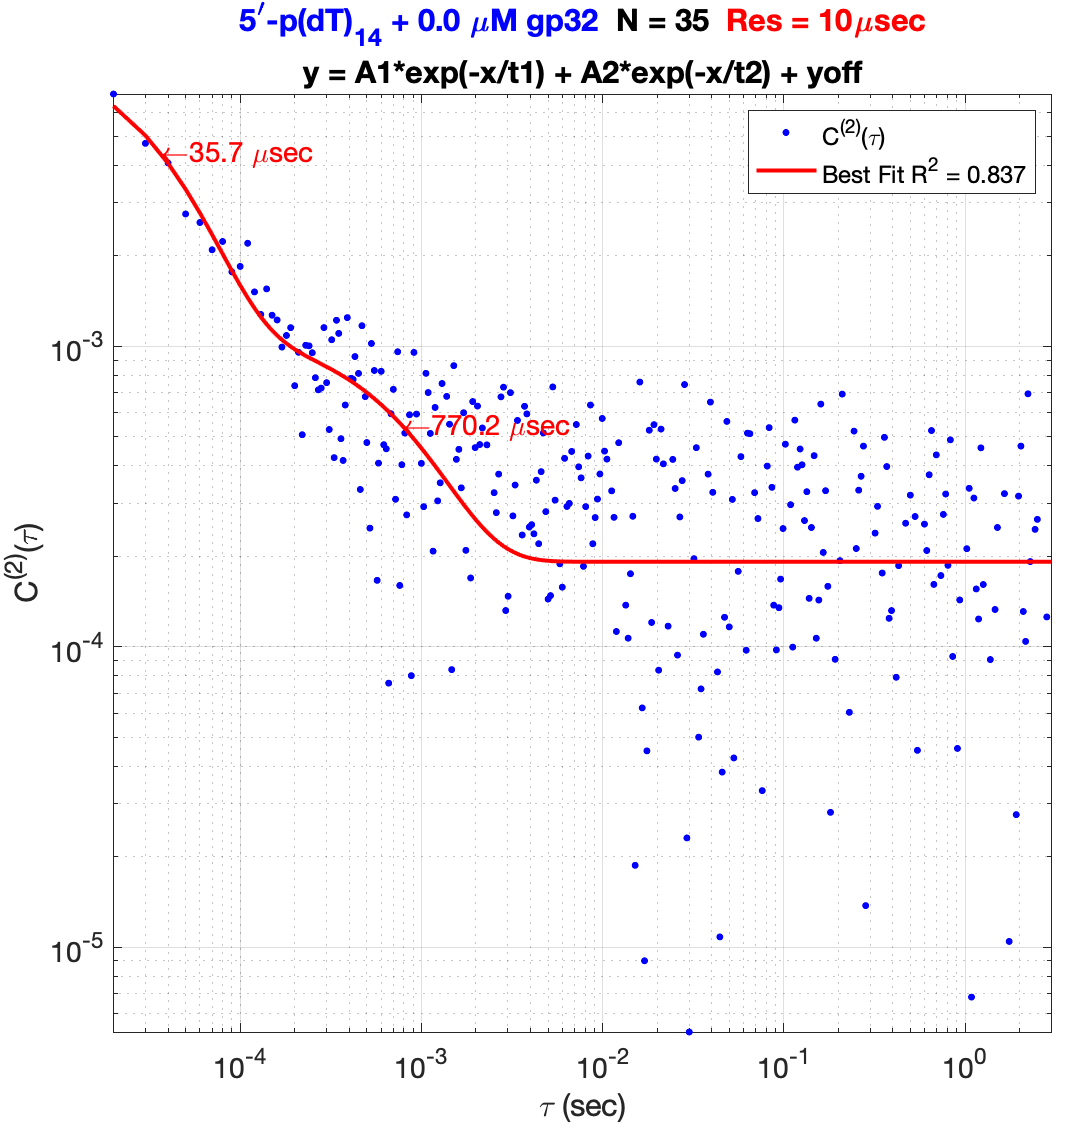 5′-p(dT)₁₄ + 0.0 μM gp32 N = 35 Res = 10μsec
y = A1*exp(-x/t1) + A2*exp(-x/t2) + yoff
C⁽²⁾(τ)
Best Fit R² = 0.837
←35.7 μsec
←770.2 μsec
10⁻³
10⁻⁴
10⁻⁵
C⁽²⁾(τ)
10⁻⁴ 10⁻³ 10⁻² 10⁻¹ 10⁰
τ (sec)